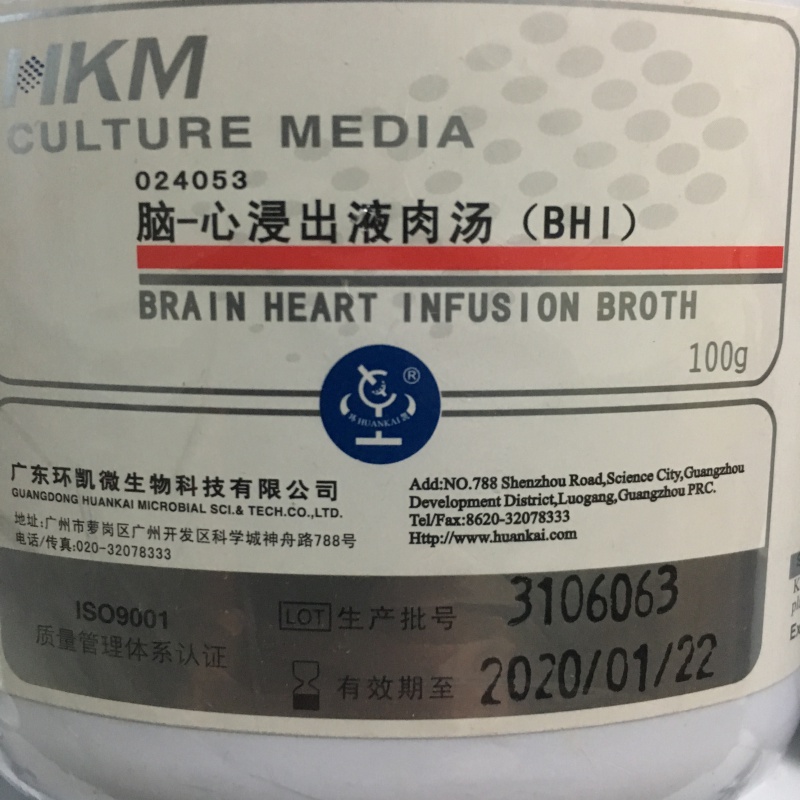 HKM
CULTURE MEDIA
024053
脑-心浸出液肉汤（BHI）
BRAIN HEART INFUSION BROTH
100g
®
环 HUANKAI 凯
广东环凯微生物科技有限公司
GUANGDONG HUANKAI MICROBIAL SCI.& TECH.CO.,LTD.
地址:广州市萝岗区广州开发区科学城神舟路788号
电话/传真:020-32078333
Add:NO.788 Shenzhou Road,Science City,Guangzhou
Development District,Luogang,Guangzhou PRC.
Tel/Fax:8620-32078333
Http://www.huankai.com
ISO9001
质量管理体系认证
LOT 生产批号 3106063
有效期至 2020/01/22